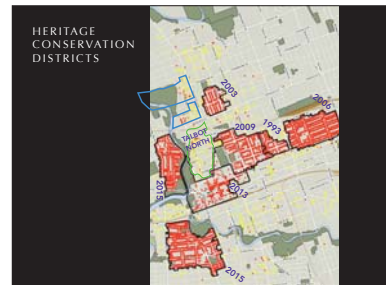 HERITAGE
CONSERVATION
DISTRICTS
2003
2006
1993
2009
TALBOT
NORTH
2013
2015
2015